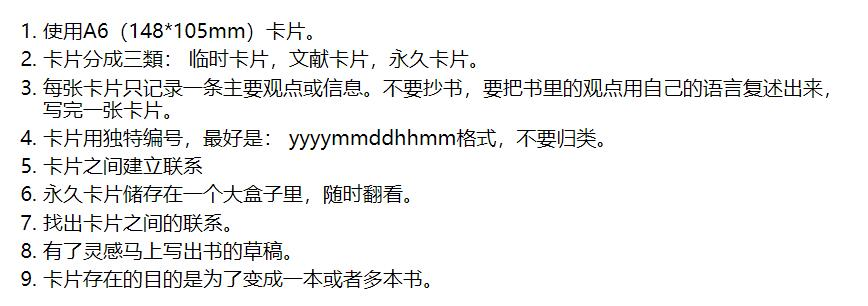 1. 使用A6（148*105mm）卡片。
2. 卡片分成三類： 临时卡片，文献卡片，永久卡片。
3. 每张卡片只记录一条主要观点或信息。不要抄书，要把书里的观点用自己的语言复述出来，
写完一张卡片。
4. 卡片用独特编号，最好是： yyyymmddhhmm格式，不要归类。
5. 卡片之间建立联系
6. 永久卡片储存在一个大盒子里，随时翻看。
7. 找出卡片之间的联系。
8. 有了灵感马上写出书的草稿。
9. 卡片存在的目的是为了变成一本或者多本书。